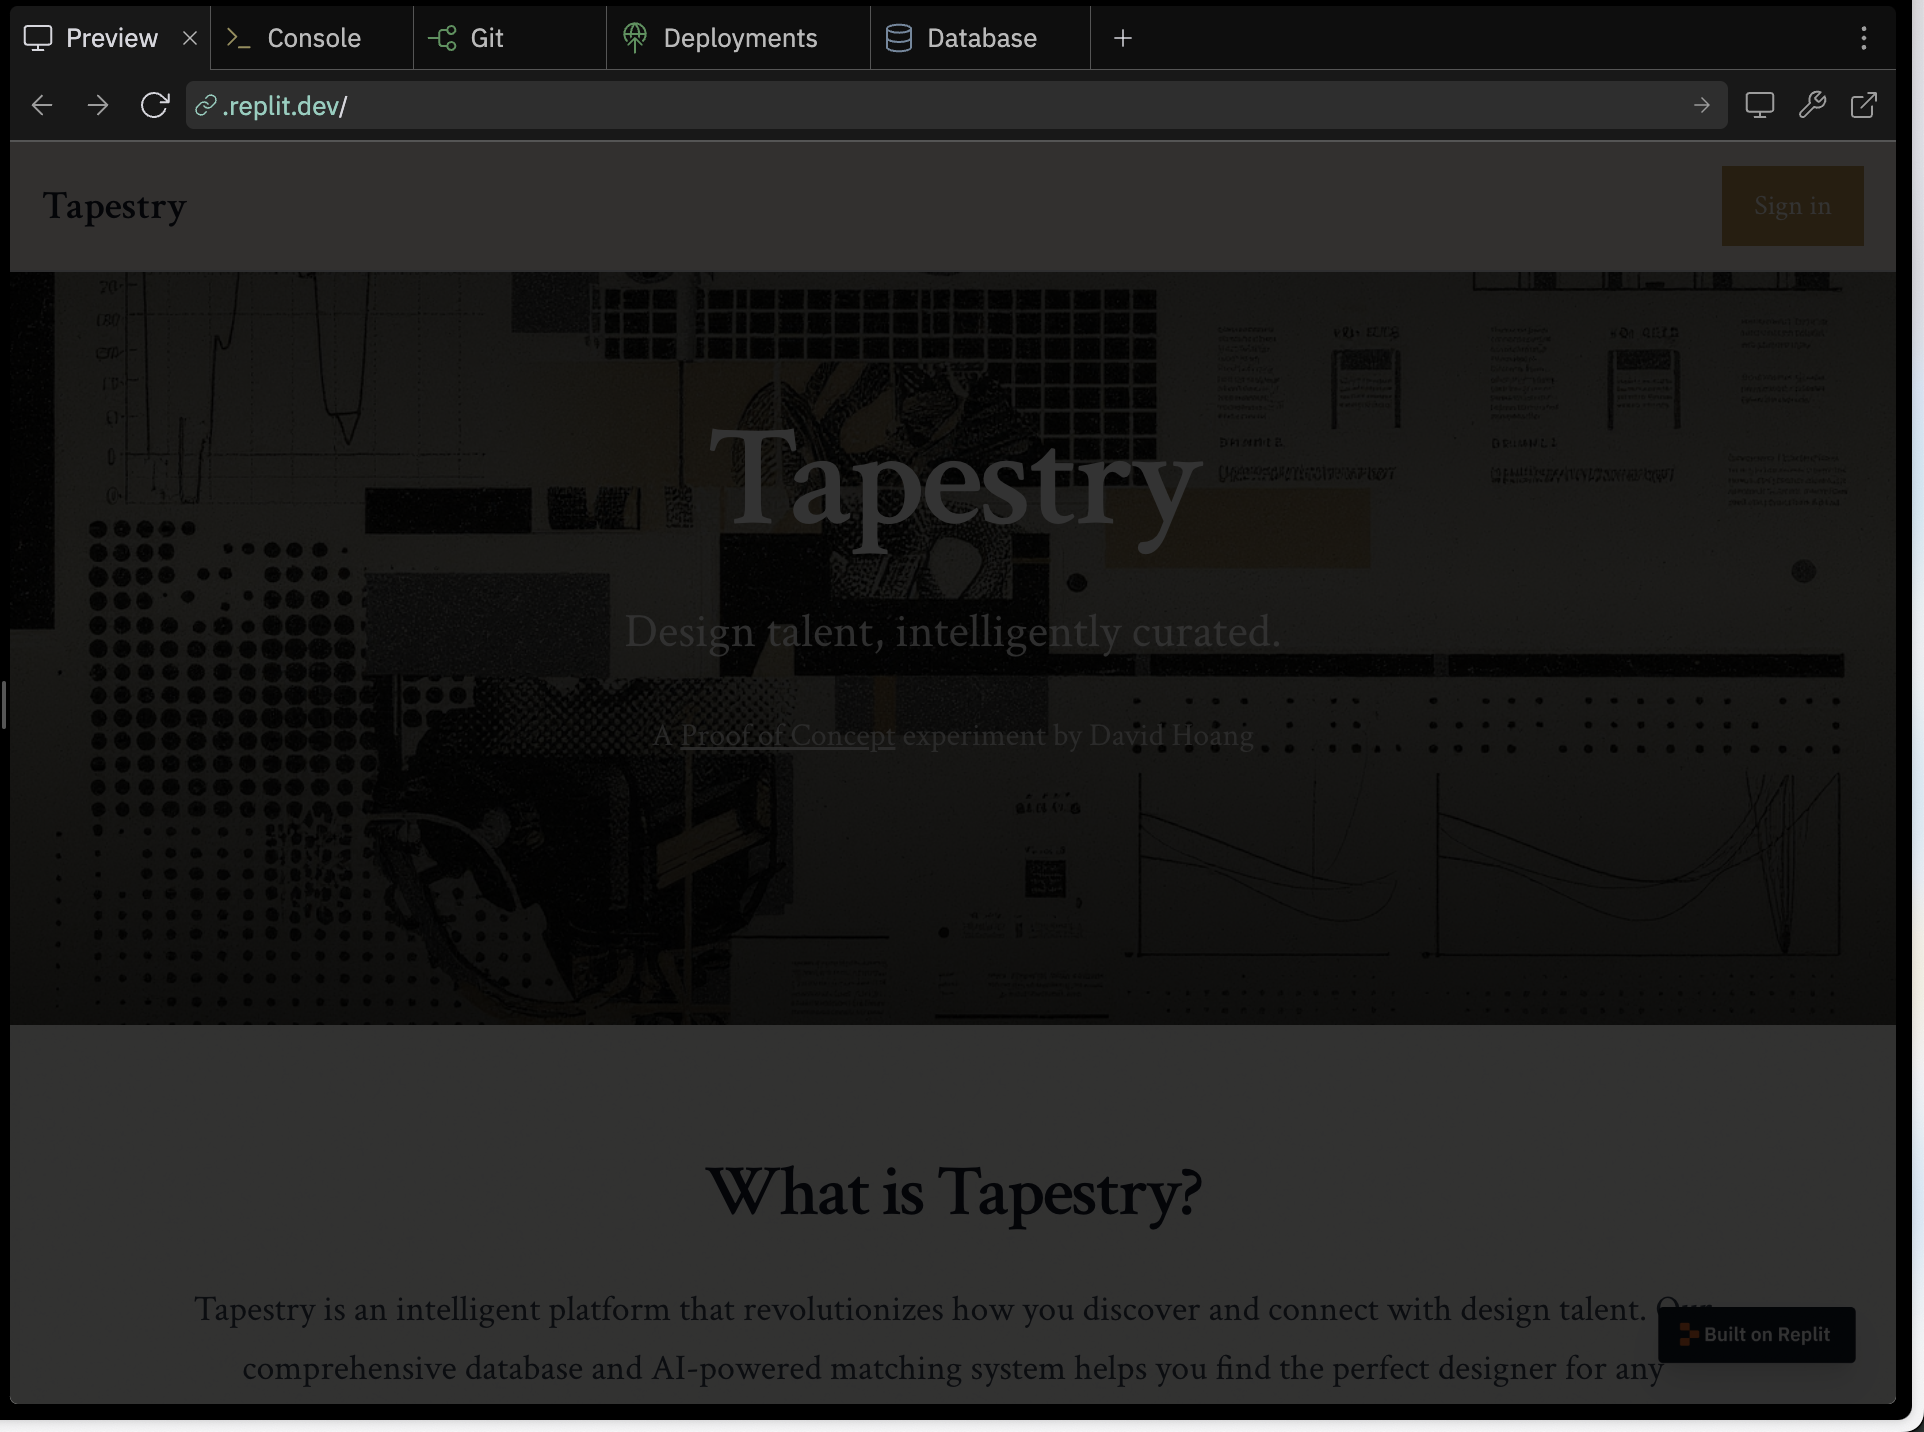 Preview
Console
Git
Deployments
Database
.replit.dev/
Tapestry
Sign in
Tapestry
Design talent, intelligently curated.
A Proof of Concept experiment by David Hoang
What is Tapestry?
Tapestry is an intelligent platform that revolutionizes how you discover and connect with design talent. Our
comprehensive database and AI-powered matching system helps you find the perfect designer for any
Built on Replit